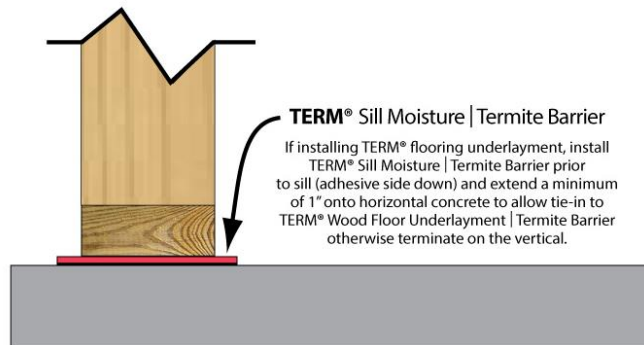 TERM® Sill Moisture | Termite Barrier
If installing TERM® flooring underlayment, install
TERM® Sill Moisture | Termite Barrier prior
to sill (adhesive side down) and extend a minimum
of 1" onto horizontal concrete to allow tie-in to
TERM® Wood Floor Underlayment | Termite Barrier
otherwise terminate on the vertical.